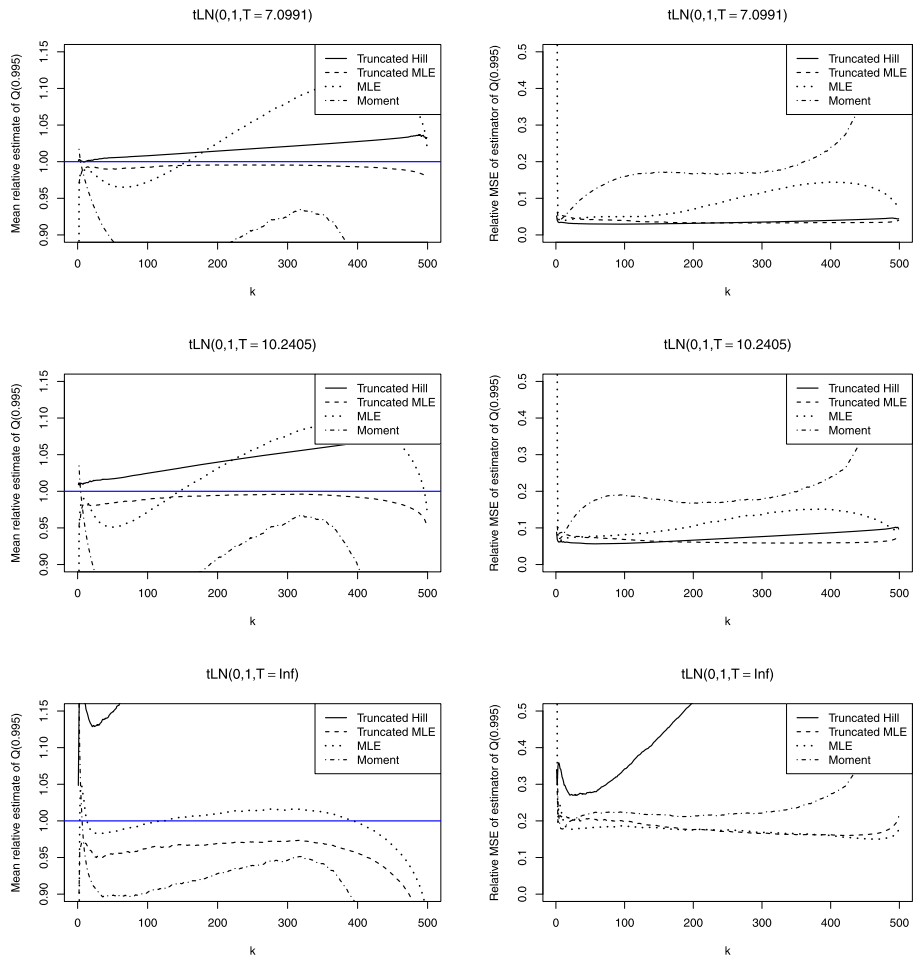 tLN(0,1,T = 7.0991)
Mean relative estimate of Q(0.995)
1.15
1.10
1.05
1.00
0.95
0.90
Truncated Hill
Truncated MLE
MLE
Moment
0 100 200 300 400 500
k
tLN(0,1,T = 7.0991)
Relative MSE of estimator of Q(0.995)
0.5
0.4
0.3
0.2
0.1
0.0
Truncated Hill
Truncated MLE
MLE
Moment
0 100 200 300 400 500
k
tLN(0,1,T = 10.2405)
Mean relative estimate of Q(0.995)
1.15
1.10
1.05
1.00
0.95
0.90
Truncated Hill
Truncated MLE
MLE
Moment
0 100 200 300 400 500
k
tLN(0,1,T = 10.2405)
Relative MSE of estimator of Q(0.995)
0.5
0.4
0.3
0.2
0.1
0.0
Truncated Hill
Truncated MLE
MLE
Moment
0 100 200 300 400 500
k
tLN(0,1,T = Inf)
Mean relative estimate of Q(0.995)
1.15
1.10
1.05
1.00
0.95
0.90
Truncated Hill
Truncated MLE
MLE
Moment
0 100 200 300 400 500
k
tLN(0,1,T = Inf)
Relative MSE of estimator of Q(0.995)
0.5
0.4
0.3
0.2
0.1
0.0
Truncated Hill
Truncated MLE
MLE
Moment
0 100 200 300 400 500
k